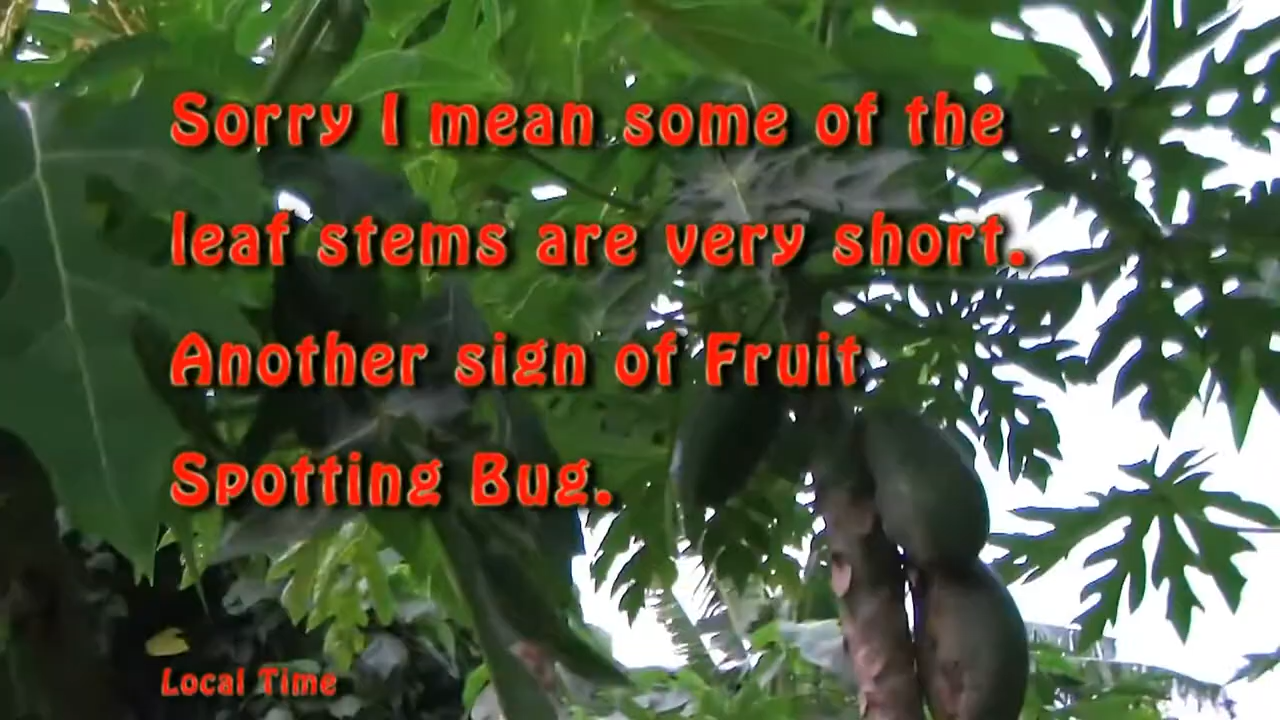 Sorry I mean some of the
leaf stems are very short.
Another sign of Fruit
Spotting Bug.
Local Time